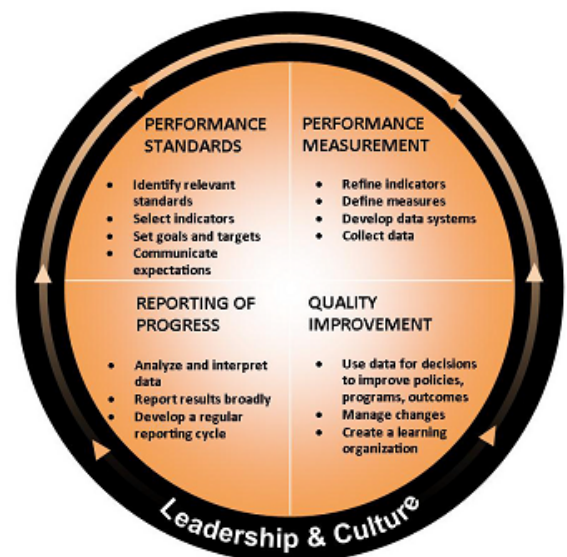 PERFORMANCE
STANDARDS
• Identify relevant
standards
• Select indicators
• Set goals and targets
• Communicate
expectations
PERFORMANCE
MEASUREMENT
• Refine indicators
• Define measures
• Develop data systems
• Collect data
REPORTING OF
PROGRESS
• Analyze and interpret
data
• Report results broadly
• Develop a regular
reporting cycle
QUALITY
IMPROVEMENT
• Use data for decisions
to improve policies,
programs, outcomes
• Manage changes
• Create a learning
organization
Leadership & Culture